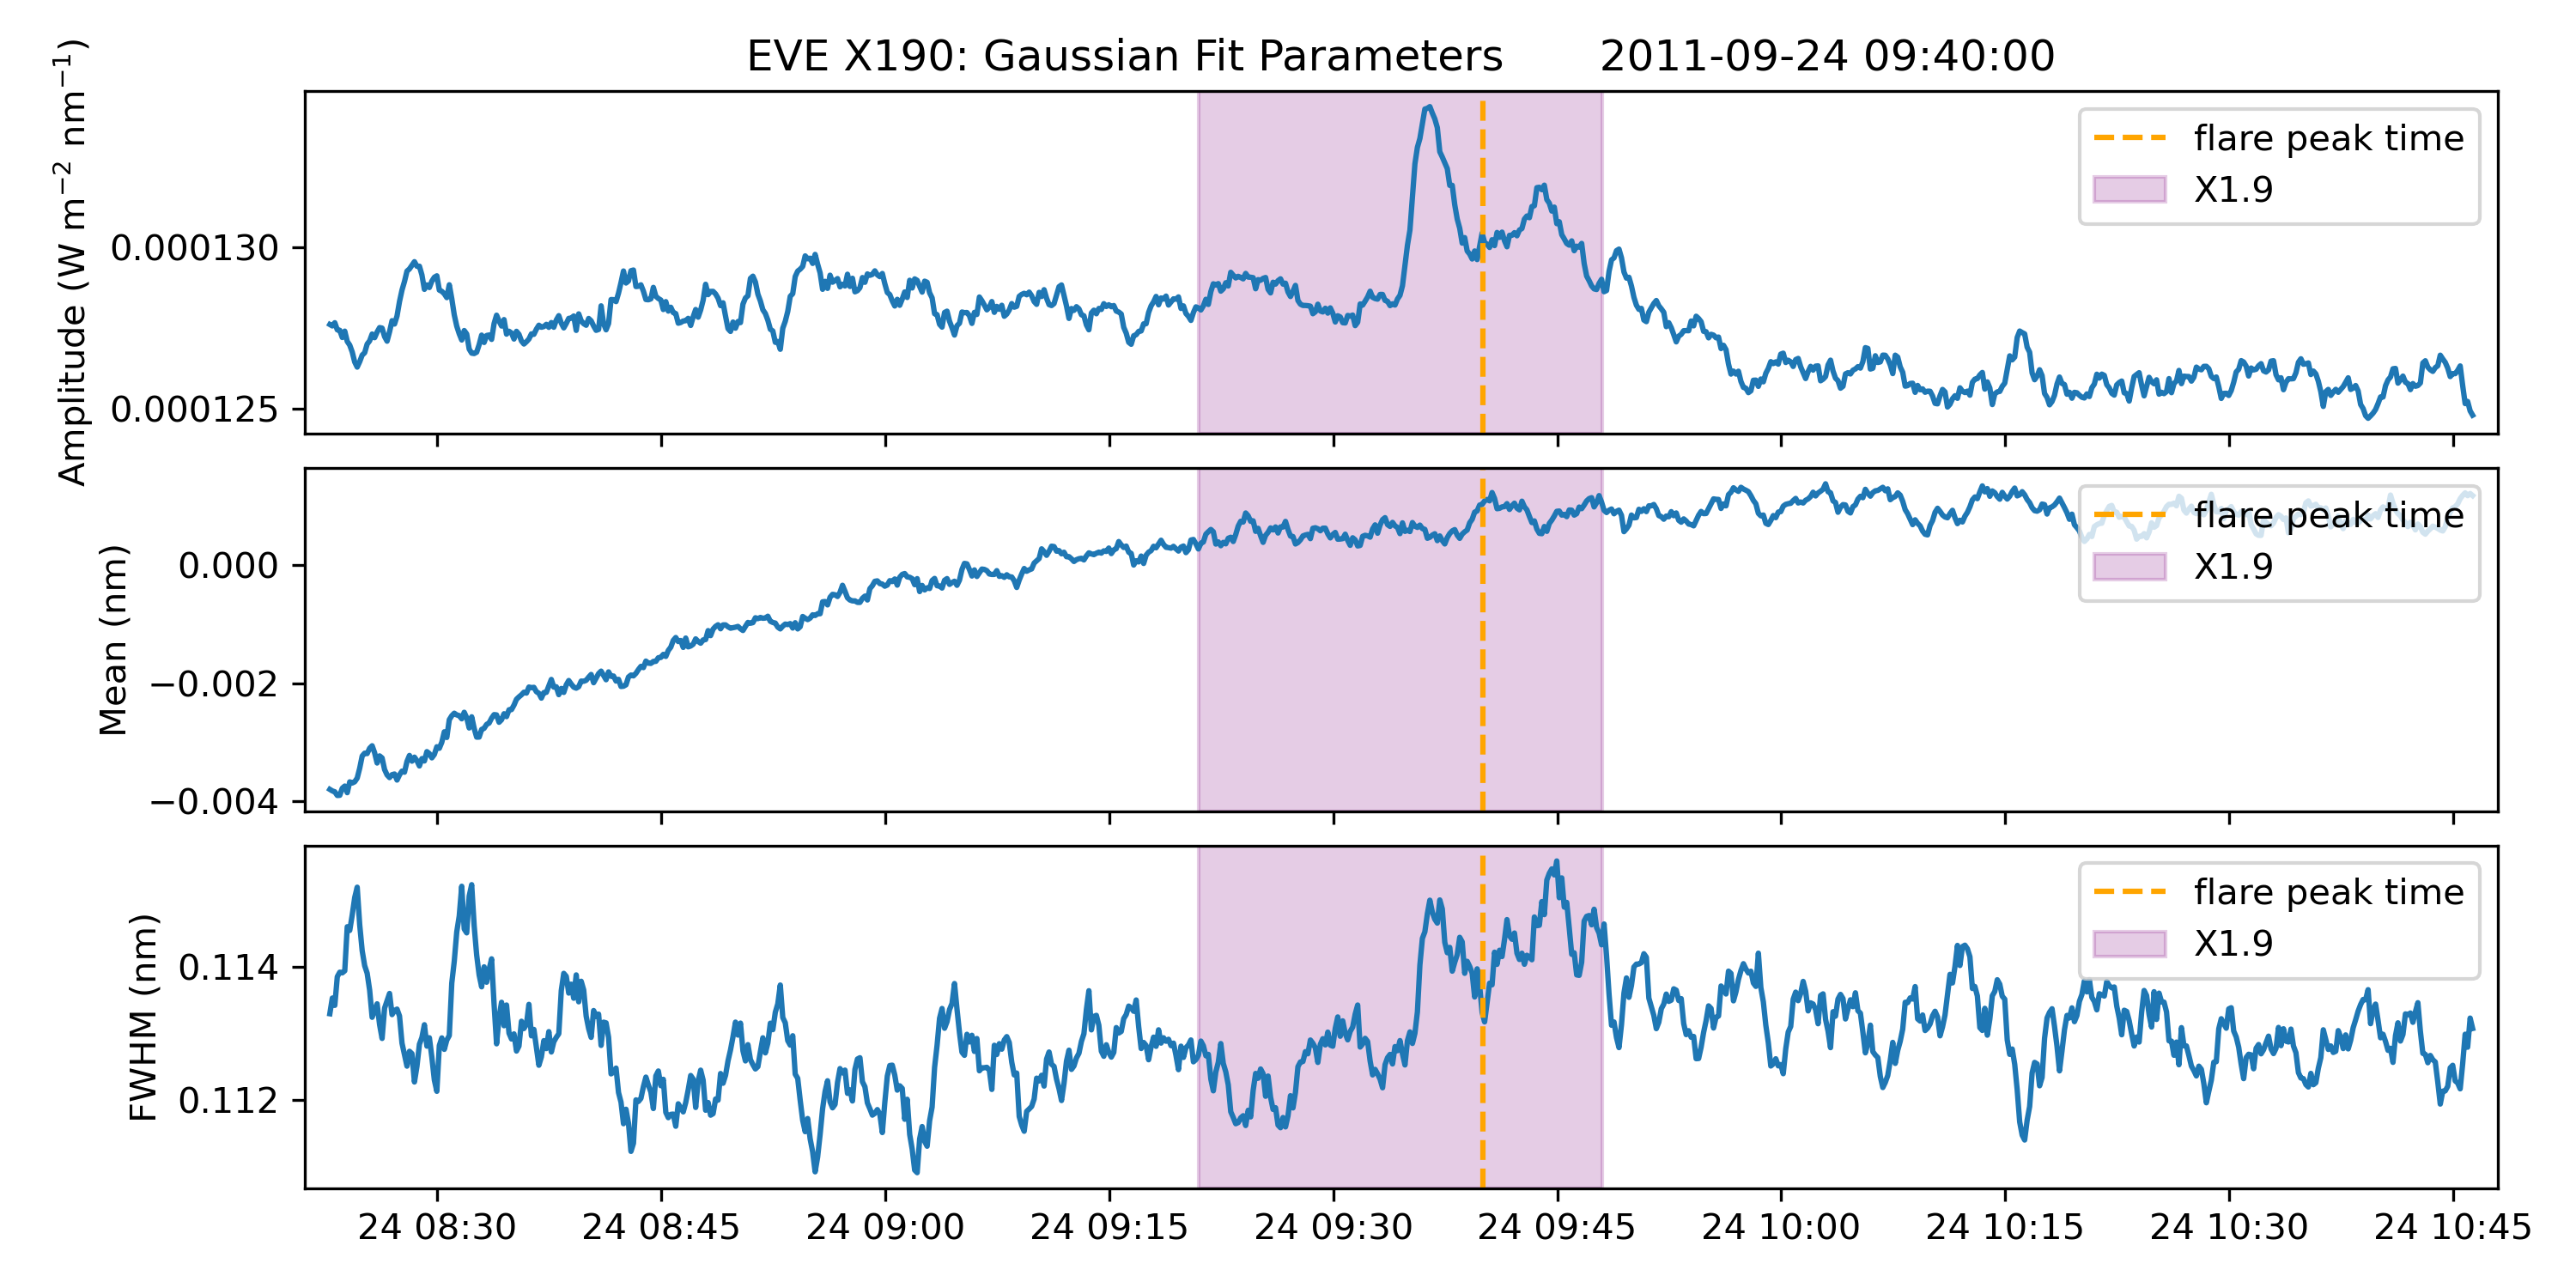 EVE X190: Gaussian Fit Parameters 2011-09-24 09:40:00
Amplitude (W m⁻² nm⁻¹)
0.000130
0.000125
flare peak time
X1.9
Mean (nm)
0.000
−0.002
−0.004
flare peak time
X1.9
FWHM (nm)
0.114
0.112
flare peak time
X1.9
24 08:30 24 08:45 24 09:00 24 09:15 24 09:30 24 09:45 24 10:00 24 10:15 24 10:30 24 10:45